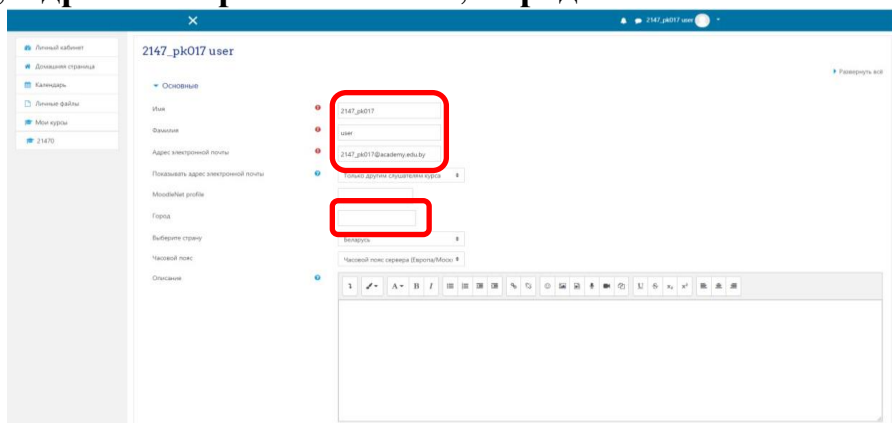 2147_pk017 user
Личный кабинет
Домашняя страница
Календарь
Личные файлы
Мои курсы
21470
2147_pk017 user
Развернуть всё
Основные
Имя
2147_pk017
Фамилия
user
Адрес электронной почты
2147_pk017@academy.edu.by
Показывать адрес электронной почты
Только другим слушателям курса
MoodleNet profile
Город
Выберите страну
Беларусь
Часовой пояс
Часовой пояс сервера (Европа/Моск
Описание